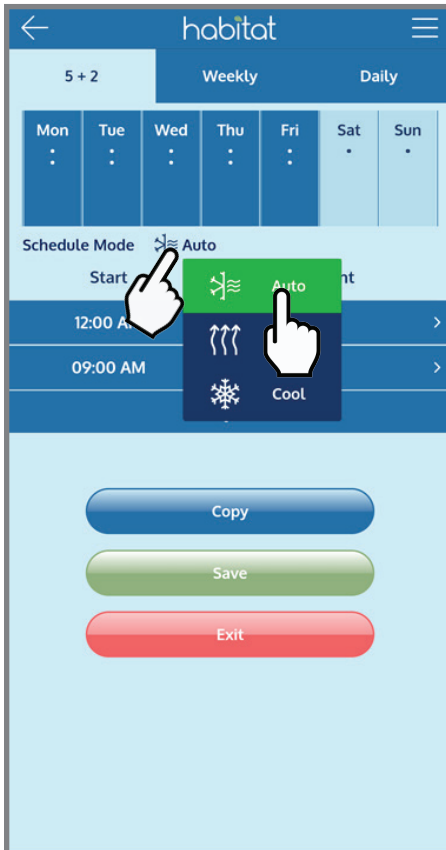 habitat
5 + 2 Weekly Daily
Mon Tue Wed Thu Fri Sat Sun
Schedule Mode Auto
Start nt
Auto
12:00 A
09:00 AM
Cool
Copy
Save
Exit